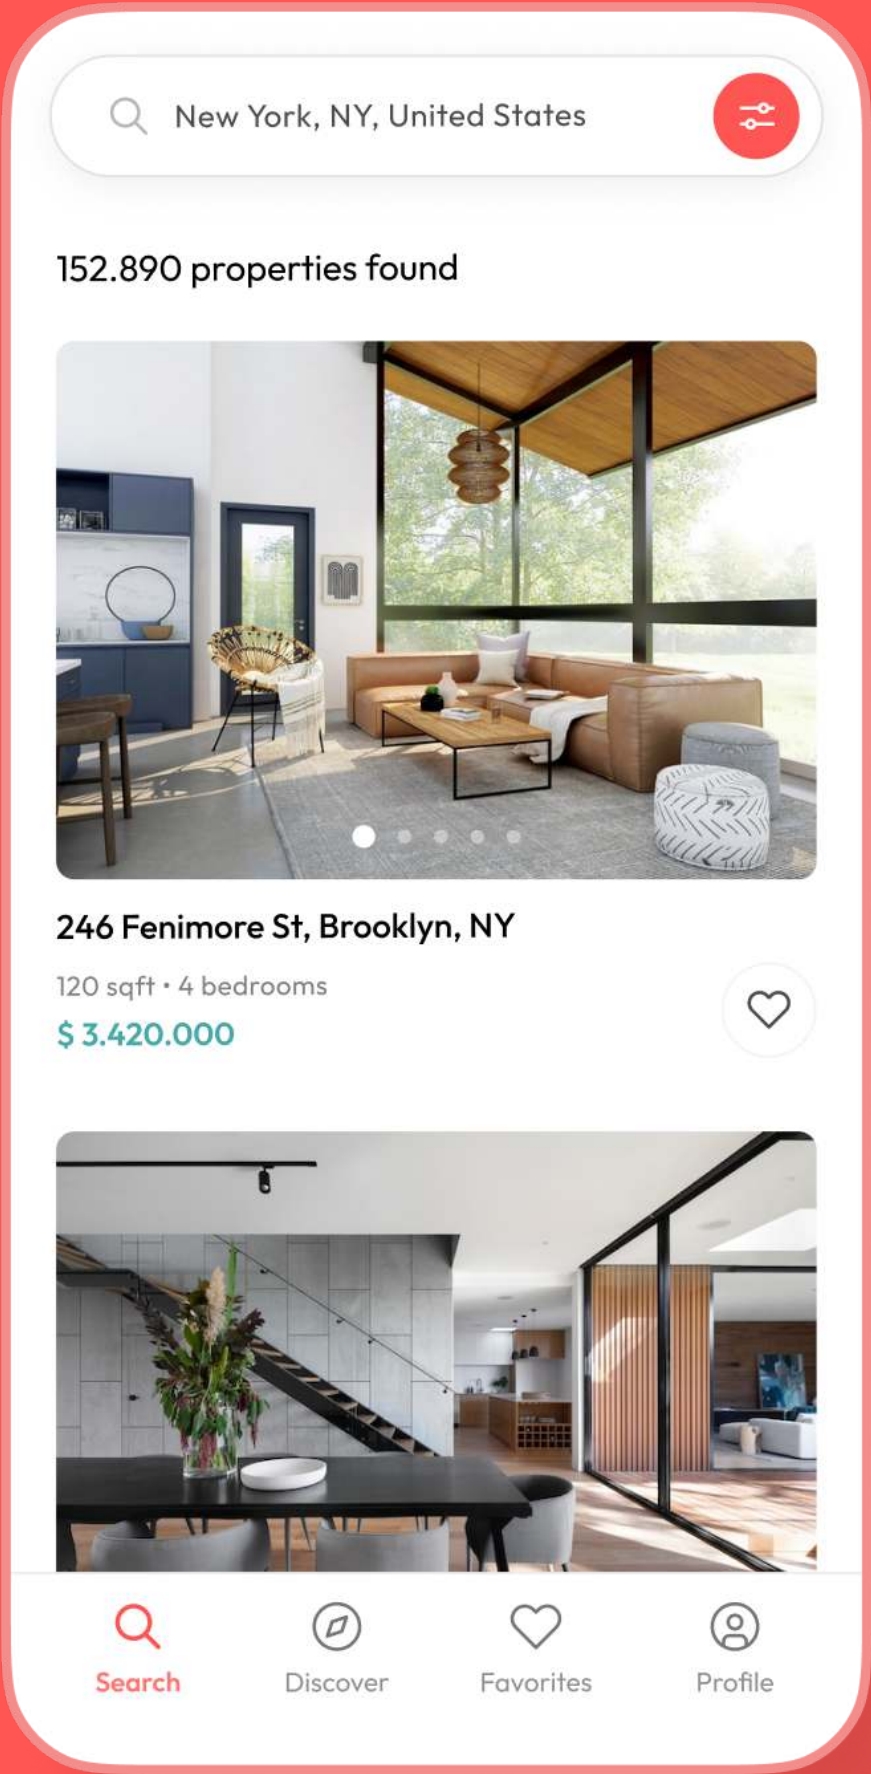 New York, NY, United States
152.890 properties found
246 Fenimore St, Brooklyn, NY
120 sqft • 4 bedrooms
$ 3.420.000
Search
Discover
Favorites
Profile